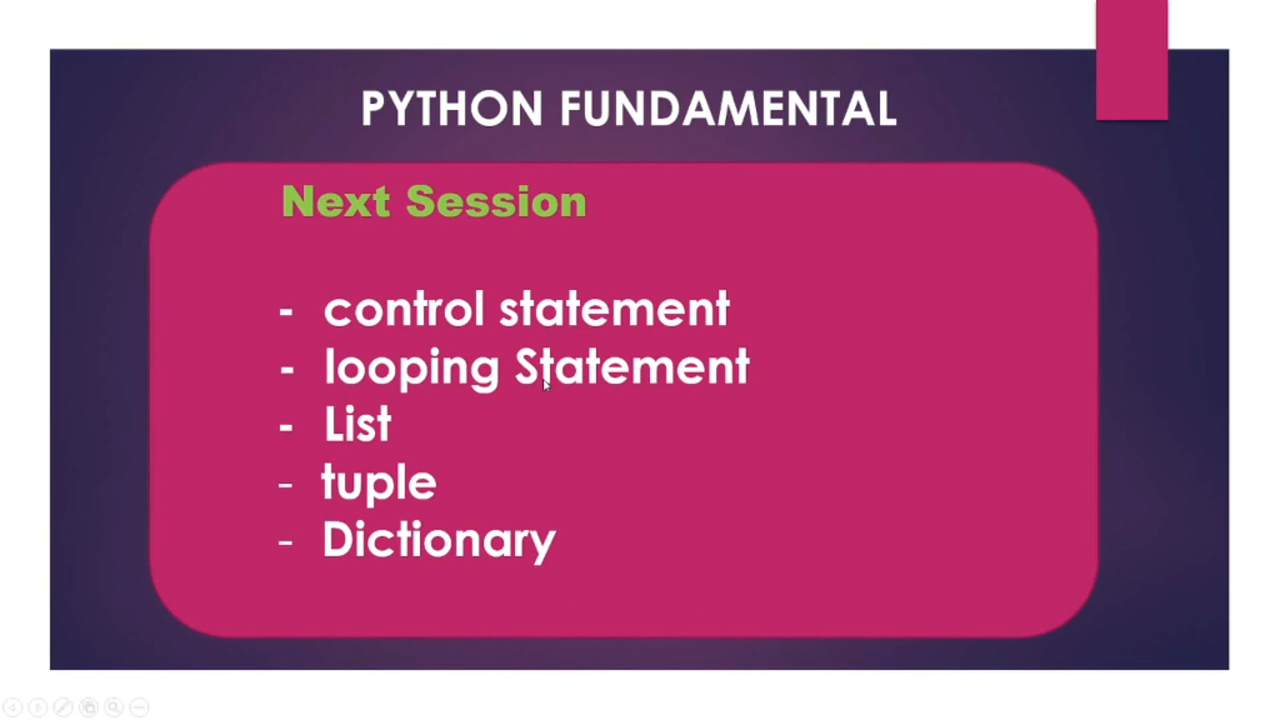 PYTHON FUNDAMENTAL
Next Session
- control statement
- looping Statement
- List
- tuple
- Dictionary